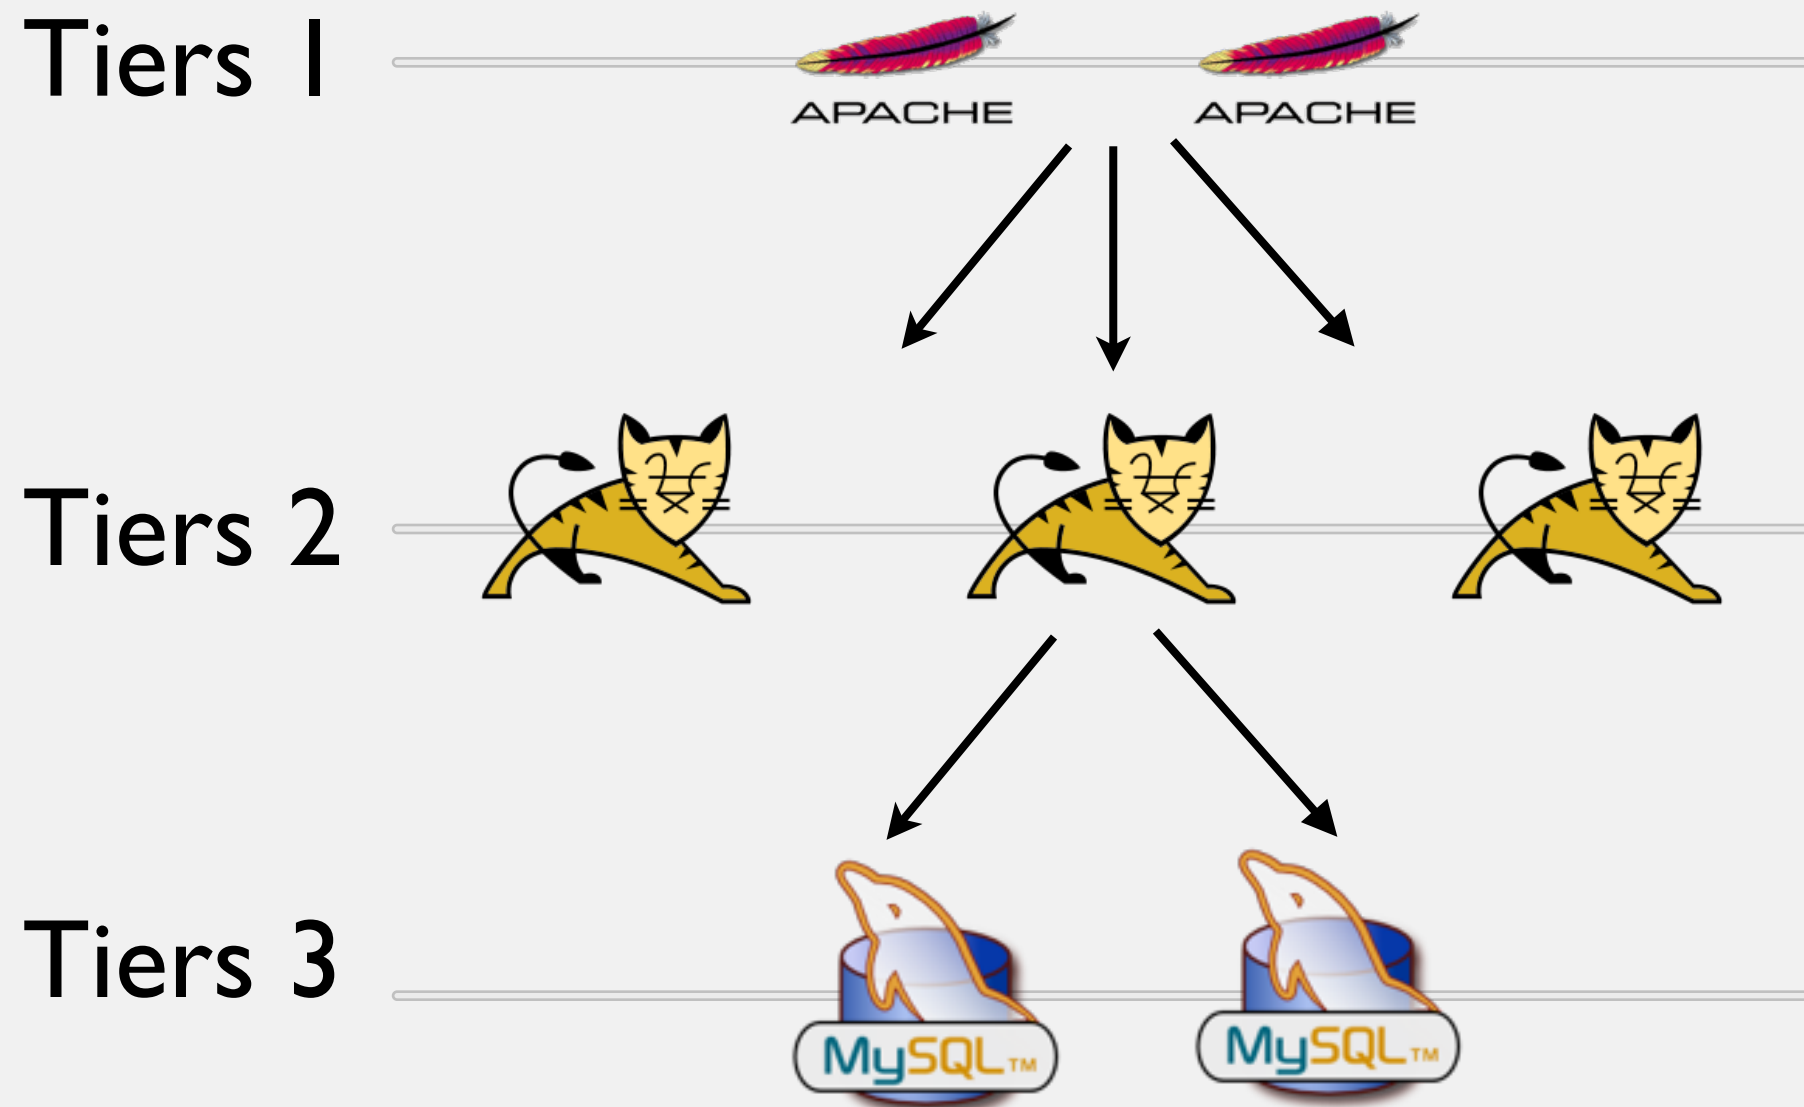 Tiers 1
APACHE APACHE
Tiers 2
Tiers 3
MySQL™ MySQL™